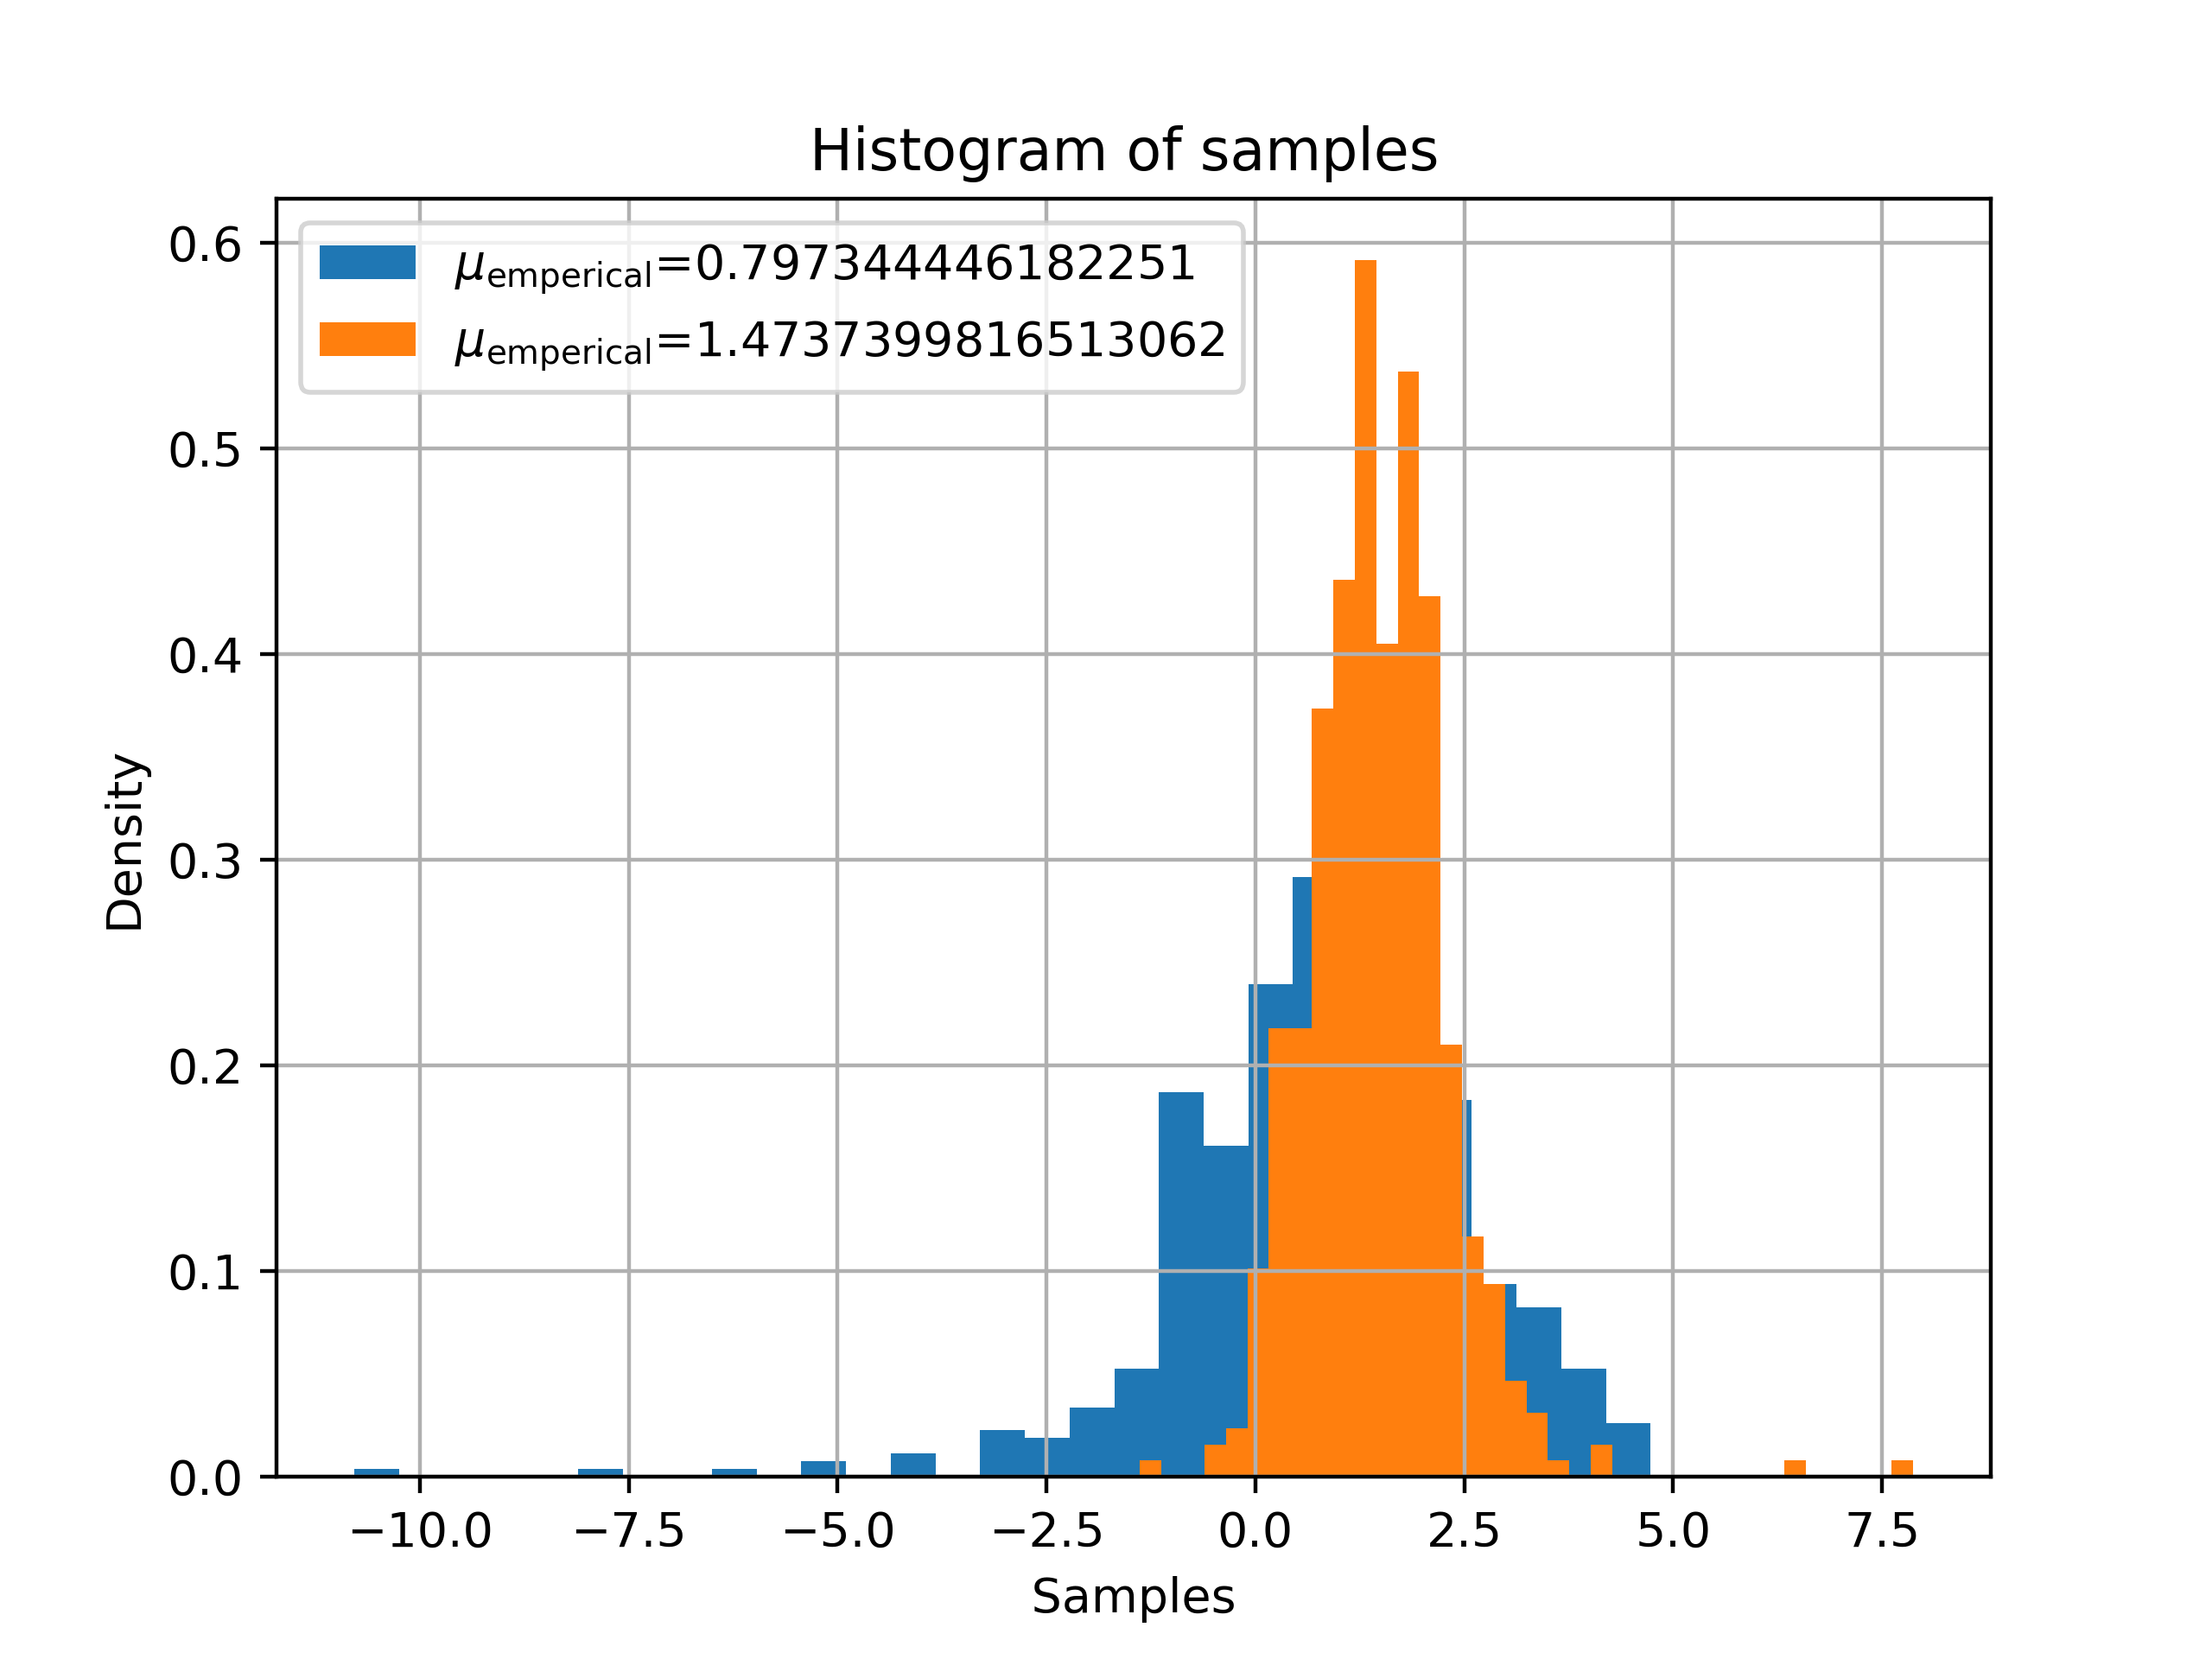 Histogram of samples
μemperical=0.797344446182251
μemperical=1.4737399816513062
0.6
0.5
0.4
0.3
0.2
0.1
0.0
Density
−10.0 −7.5 −5.0 −2.5 0.0 2.5 5.0 7.5
Samples